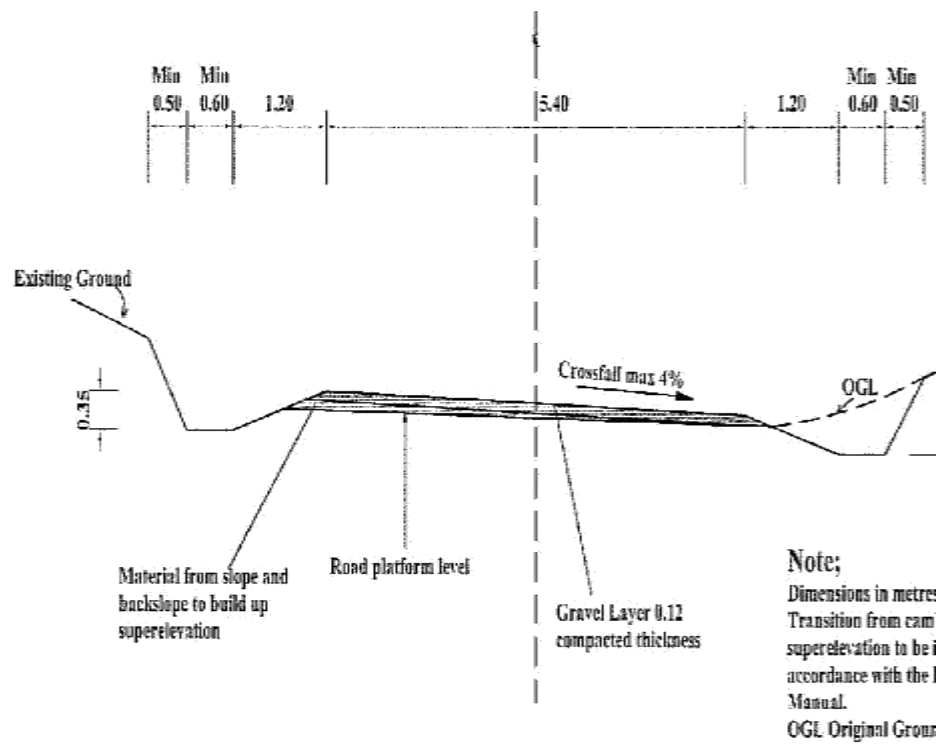 Min Min
0.50 0.60 1.20 5.40 1.20
Min Min
0.60 0.50
Existing Ground
0.35
Crossfall max 4%
OGL
Material from slope and
backslope to build up
superelevation
Road platform level
Gravel Layer 0.12
compacted thickness
Note;
Dimensions in metres
Transition from cam
superelevation to be i
accordance with the
Manual.
OGL Original Groun